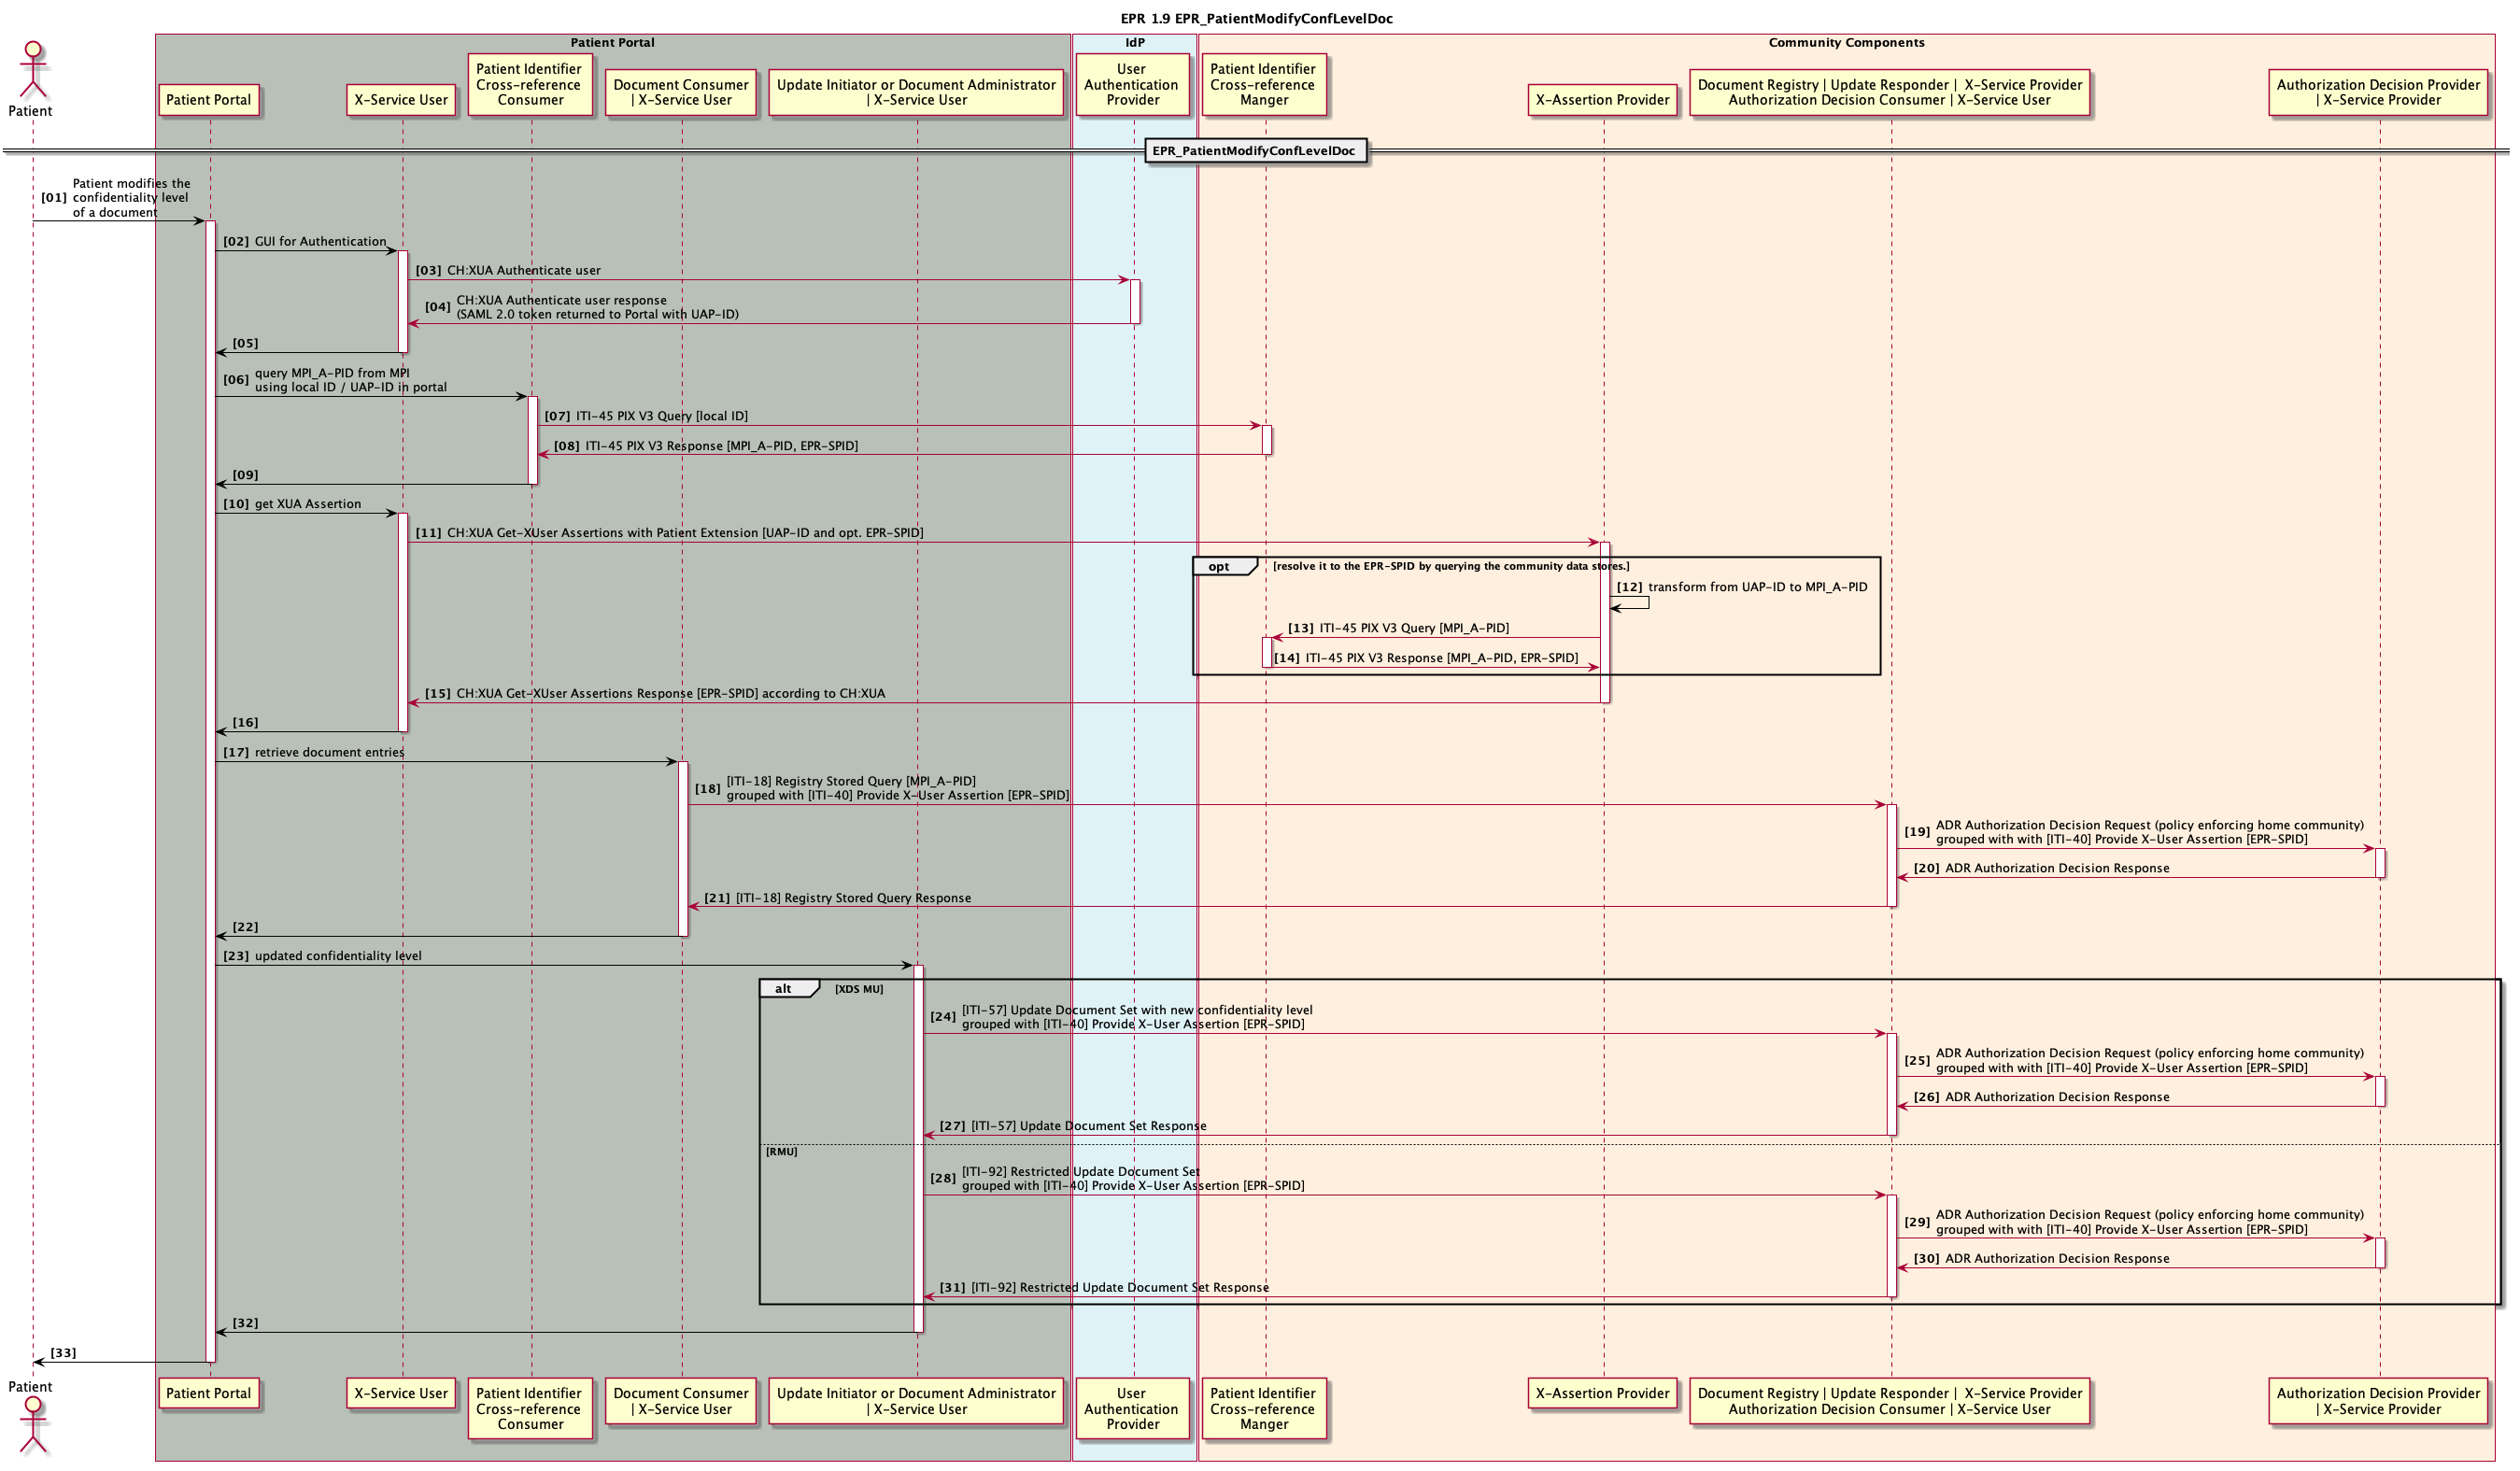 EPR 1.9 EPR_PatientModifyConfLevelDoc
Patient Portal
IdP
Community Components
Patient
Patient Portal
X-Service User
Patient Identifier
Cross-reference
Consumer
Document Consumer
| X-Service User
Update Initiator or Document Administrator
| X-Service User
User
Authentication
Provider
Patient Identifier
Cross-reference
Manger
X-Assertion Provider
Document Registry | Update Responder | X-Service Provider
Authorization Decision Consumer | X-Service User
Authorization Decision Provider
| X-Service Provider
EPR_PatientModifyConfLevelDoc
[01] Patient modifies the
confidentiality level
of a document
[02] GUI for Authentication
[03] CH:XUA Authenticate user
[04] CH:XUA Authenticate user response
(SAML 2.0 token returned to Portal with UAP-ID)
[05]
[06] query MPI_A-PID from MPI
using local ID / UAP-ID in portal
[07] ITI-45 PIX V3 Query [local ID]
[08] ITI-45 PIX V3 Response [MPI_A-PID, EPR-SPID]
[09]
[10] get XUA Assertion
[11] CH:XUA Get-XUser Assertions with Patient Extension [UAP-ID and opt. EPR-SPID]
opt [resolve it to the EPR-SPID by querying the community data stores.]
[12] transform from UAP-ID to MPI_A-PID
[13] ITI-45 PIX V3 Query [MPI_A-PID]
[14] ITI-45 PIX V3 Response [MPI_A-PID, EPR-SPID]
[15] CH:XUA Get-XUser Assertions Response [EPR-SPID] according to CH:XUA
[16]
[17] retrieve document entries
[18] [ITI-18] Registry Stored Query [MPI_A-PID]
grouped with [ITI-40] Provide X-User Assertion [EPR-SPID]
[19] ADR Authorization Decision Request (policy enforcing home community)
grouped with with [ITI-40] Provide X-User Assertion [EPR-SPID]
[20] ADR Authorization Decision Response
[21] [ITI-18] Registry Stored Query Response
[22]
[23] updated confidentiality level
alt [XDS MU]
[24] [ITI-57] Update Document Set with new confidentiality level
grouped with [ITI-40] Provide X-User Assertion [EPR-SPID]
[25] ADR Authorization Decision Request (policy enforcing home community)
grouped with with [ITI-40] Provide X-User Assertion [EPR-SPID]
[26] ADR Authorization Decision Response
[27] [ITI-57] Update Document Set Response
[RMU]
[28] [ITI-92] Restricted Update Document Set
grouped with [ITI-40] Provide X-User Assertion [EPR-SPID]
[29] ADR Authorization Decision Request (policy enforcing home community)
grouped with with [ITI-40] Provide X-User Assertion [EPR-SPID]
[30] ADR Authorization Decision Response
[31] [ITI-92] Restricted Update Document Set Response
[32]
[33]
Patient
Patient Portal
X-Service User
Patient Identifier
Cross-reference
Consumer
Document Consumer
| X-Service User
Update Initiator or Document Administrator
| X-Service User
User
Authentication
Provider
Patient Identifier
Cross-reference
Manger
X-Assertion Provider
Document Registry | Update Responder | X-Service Provider
Authorization Decision Consumer | X-Service User
Authorization Decision Provider
| X-Service Provider